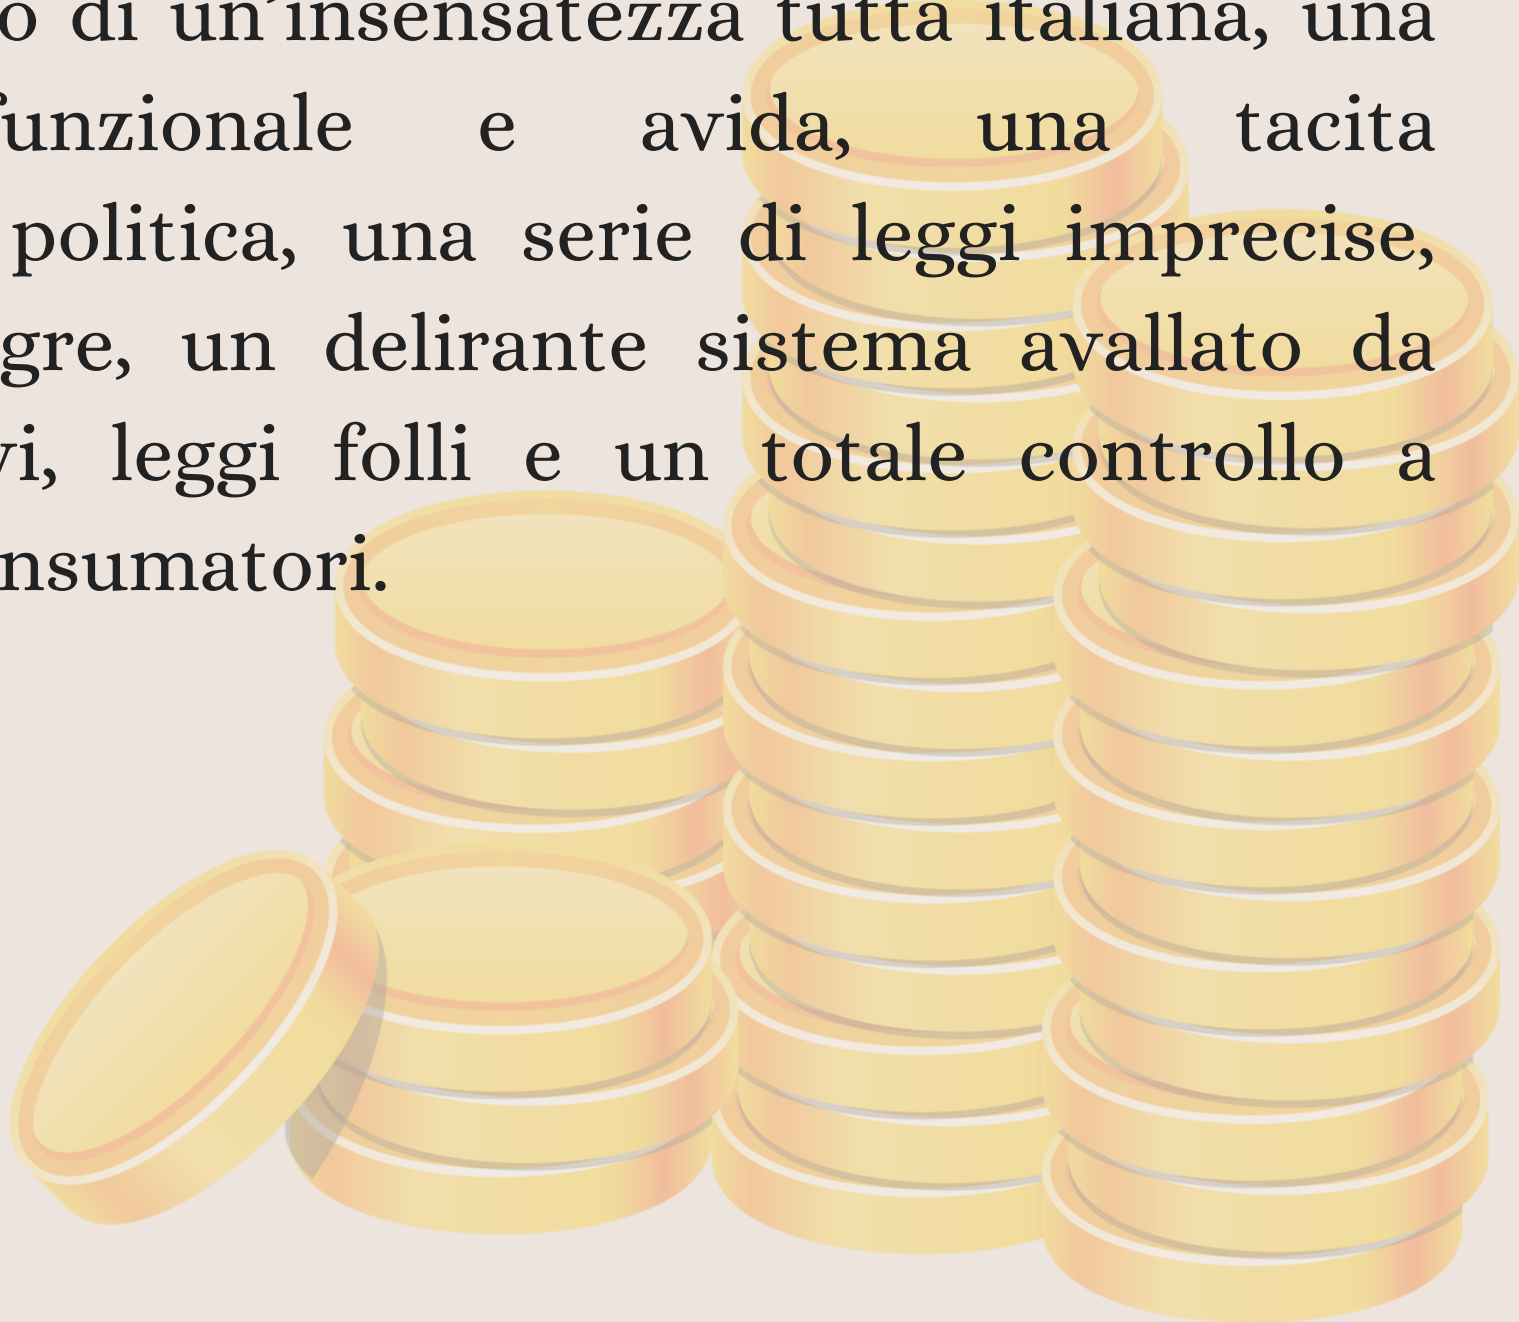 o di un’insensatezza tutta italiana, una
funzionale e avida, una tacita
politica, una serie di leggi imprecise,
gre, un delirante sistema avallato da
vi, leggi folli e un totale controllo a
nsumatori.